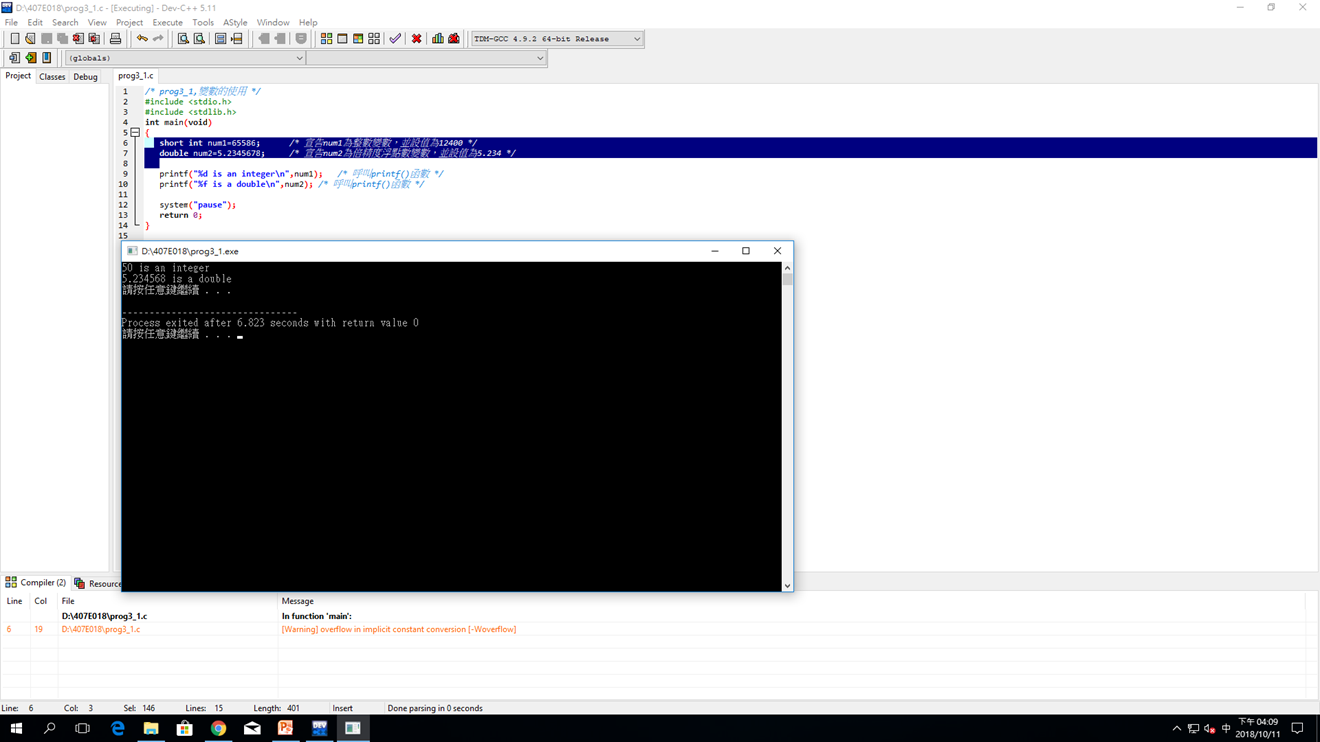 D:\407E018\prog3_1.c - [Executing] - Dev-C++ 5.11
File Edit Search View Project Execute Tools AStyle Window Help
TDM-GCC 4.9.2 64-bit Release
(globals)
Project Classes Debug prog3_1.c
1 /* prog3_1,變數的使用 */
2 #include <stdio.h>
3 #include <stdlib.h>
4 int main(void)
5 {
6 short int num1=65586; /* 宣告num1為整數變數，並設值為12400 */
7 double num2=5.2345678; /* 宣告num2為倍精度浮點數變數，並設值為5.234 */
8
9 printf("%d is an integer\n",num1); /* 呼叫printf()函數 */
10 printf("%f is a double\n",num2); /* 呼叫printf()函數 */
11
12 system("pause");
13 return 0;
14 }
15
D:\407E018\prog3_1.exe
50 is an integer
5.234568 is a double
請按任意鍵繼續 . . .
------------------------------
Process exited after 6.823 seconds with return value 0
請按任意鍵繼續 . . .
Compiler (2) Resource
Line Col File Message
D:\407E018\prog3_1.c In function 'main':
6 19 D:\407E018\prog3_1.c [Warning] overflow in implicit constant conversion [-Woverflow]
Line: 6 Col: 3 Sel: 146 Lines: 15 Length: 401 Insert Done parsing in 0 seconds
中
下午 04:09
2018/10/11